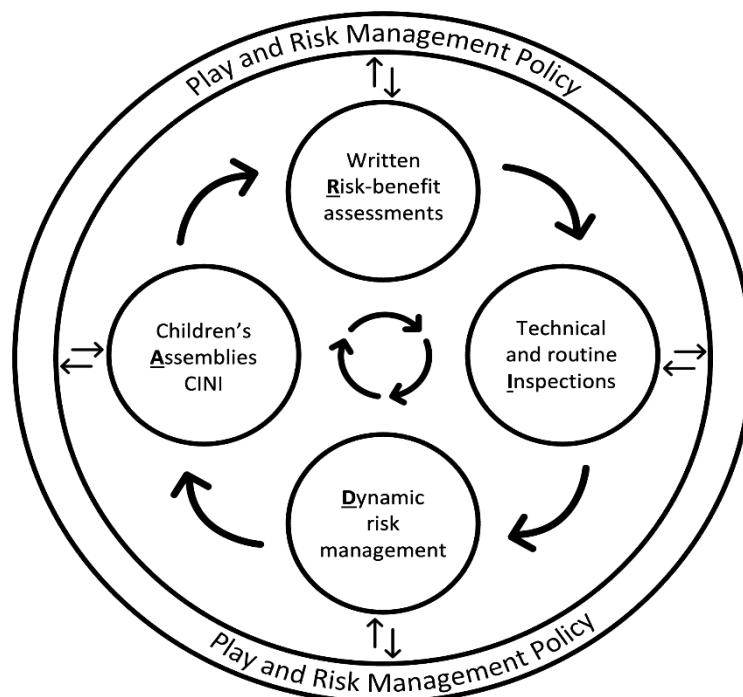 Play and Risk Management Policy
Written
Risk-benefit
assessments
Children's
Assemblies
CINI
Technical
and routine
Inspections
Dynamic
risk
management
Play and Risk Management Policy